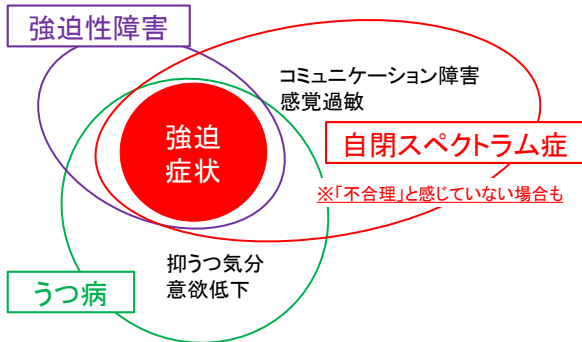 強迫性障害
コミュニケーション障害
感覚過敏
強迫
症状
自閉スペクトラム症
※「不合理」と感じていない場合も
抑うつ気分
意欲低下
うつ病